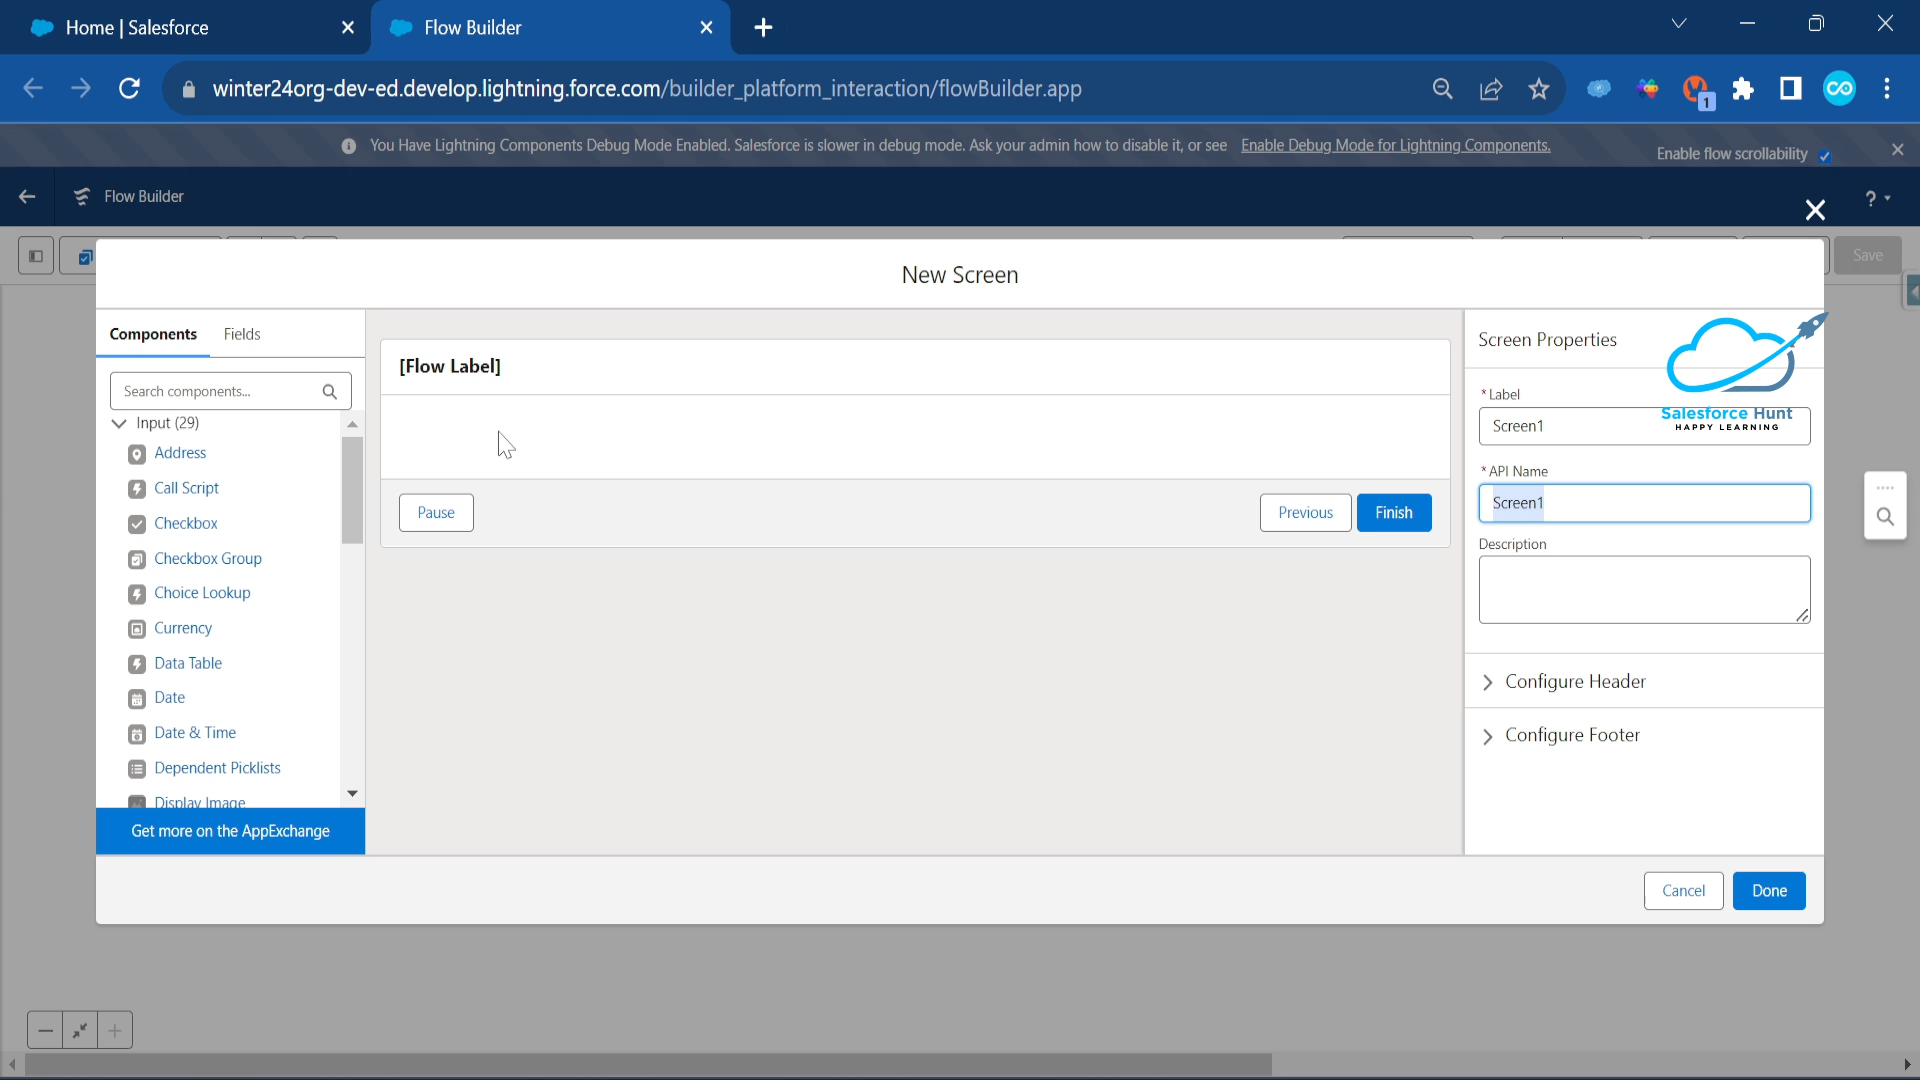 Home | Salesforce
Flow Builder
winter24org-dev-ed.develop.lightning.force.com/builder_platform_interaction/flowBuilder.app
1
You Have Lightning Components Debug Mode Enabled. Salesforce is slower in debug mode. Ask your admin how to disable it, or see Enable Debug Mode for Lightning Components.
Enable flow scrollability
Flow Builder
?
Save
New Screen
Components
Fields
Search components...
Input (29)
Address
Call Script
Checkbox
Checkbox Group
Choice Lookup
Currency
Data Table
Date
Date & Time
Dependent Picklists
Display Image
Get more on the AppExchange
[Flow Label]
Pause
Previous
Finish
Screen Properties
* Label
Screen1
Salesforce Hunt
HAPPY LEARNING
* API Name
Screen1
Description
Configure Header
Configure Footer
Cancel
Done